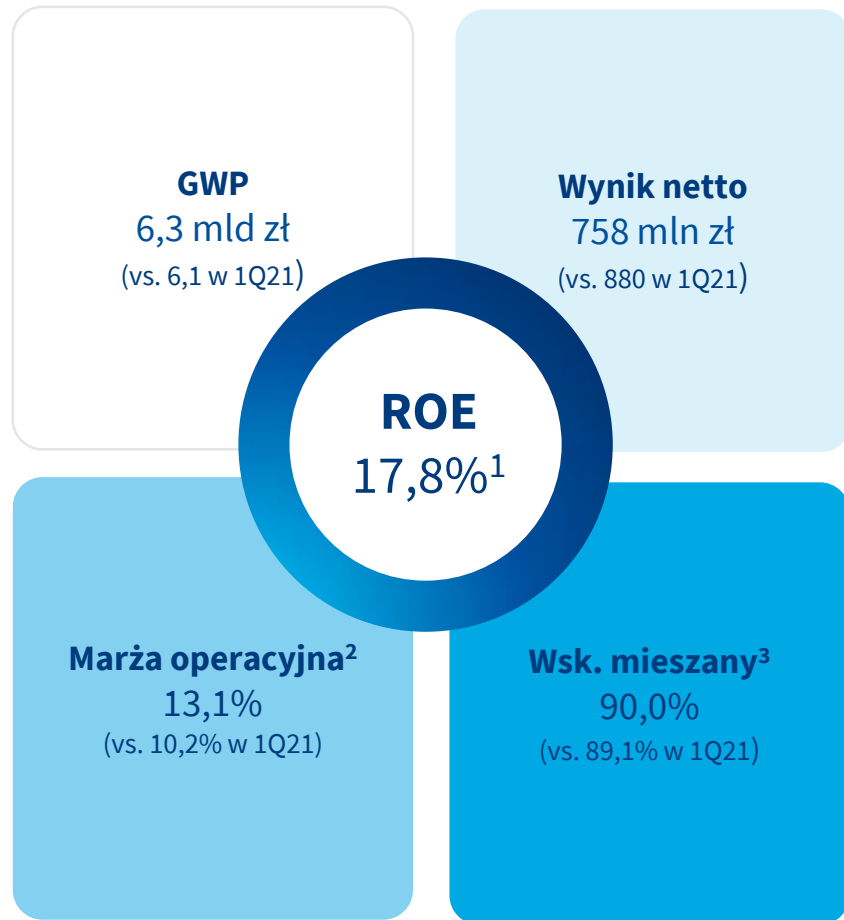 GWP
6,3 mld zł
(vs. 6,1 w 1Q21)
Wynik netto
758 mln zł
(vs. 880 w 1Q21)
ROE
17,8%¹
Marża operacyjna²
13,1%
(vs. 10,2% w 1Q21)
Wsk. mieszany³
90,0%
(vs. 89,1% w 1Q21)